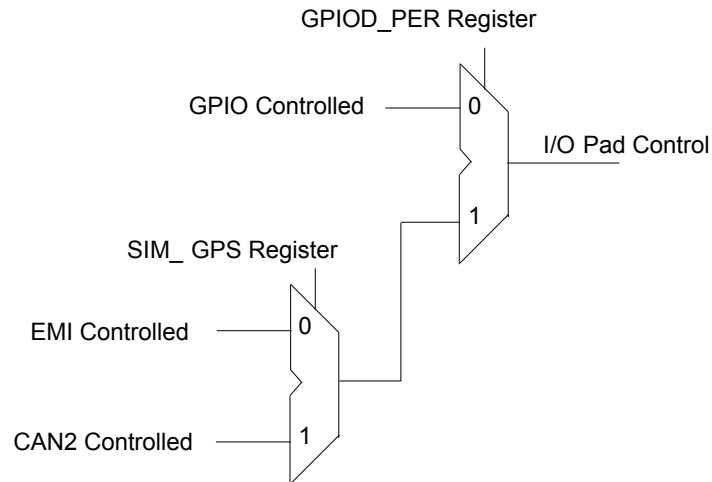 GPIOD_PER Register
GPIO Controlled
0
I/O Pad Control
1
SIM_ GPS Register
EMI Controlled
0
CAN2 Controlled
1